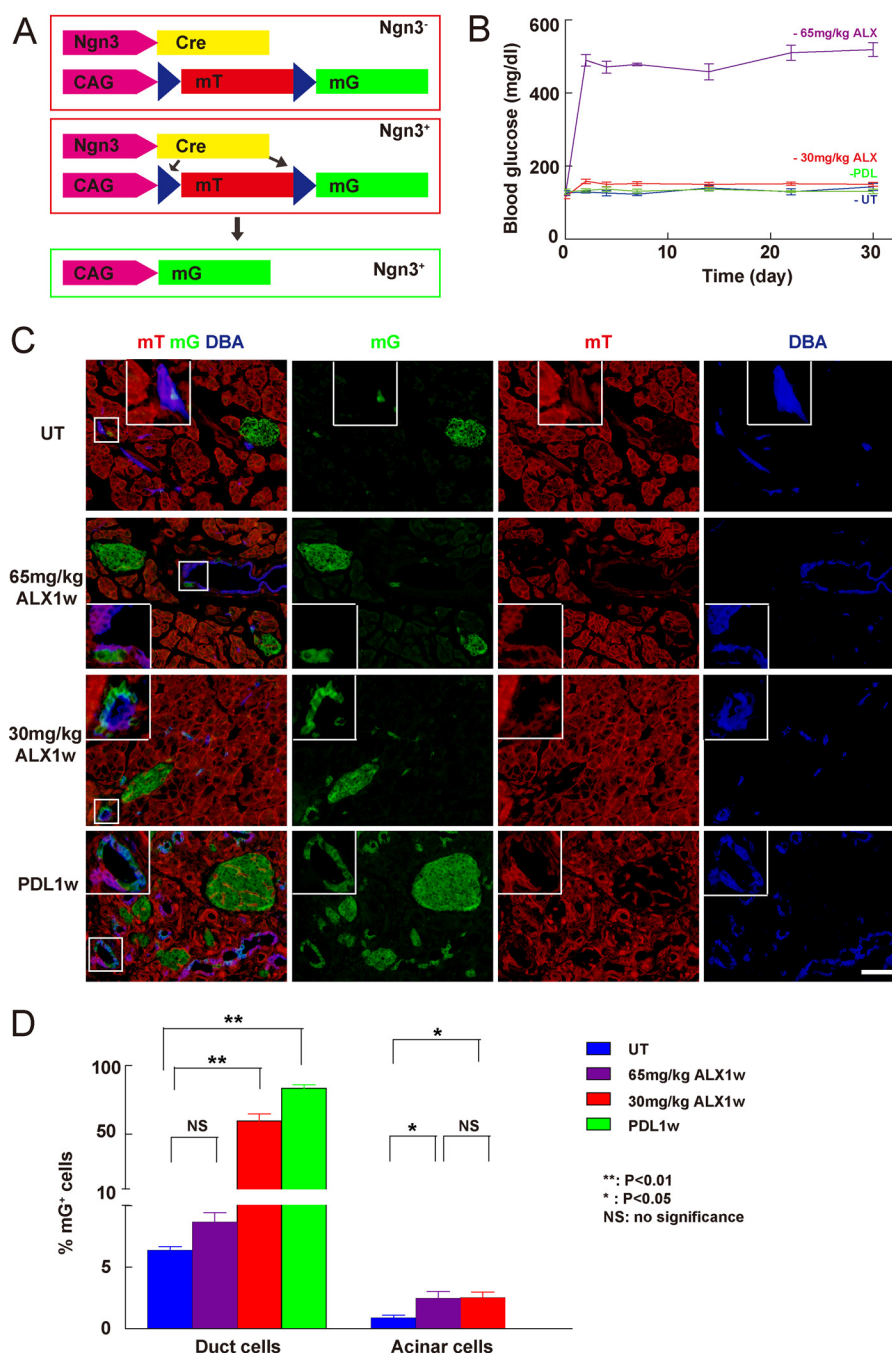 A
Ngn3 Cre Ngn3-
CAG mT mG
Ngn3 Cre Ngn3+
CAG mT mG
CAG mG Ngn3+
B
Blood glucose (mg/dl)
600
400
200
0
- 65mg/kg ALX
- 30mg/kg ALX
-PDL
- UT
0 10 20 30
Time (day)
C
mT mG DBA mG mT DBA
UT
65mg/kg
ALX1w
30mg/kg
ALX1w
PDL1w
D
% mG+ cells
100
50
10
5
0
**
**
NS
*
*
NS
Duct cells Acinar cells
UT
65mg/kg ALX1w
30mg/kg ALX1w
PDL1w
**: P<0.01
* : P<0.05
NS: no significance